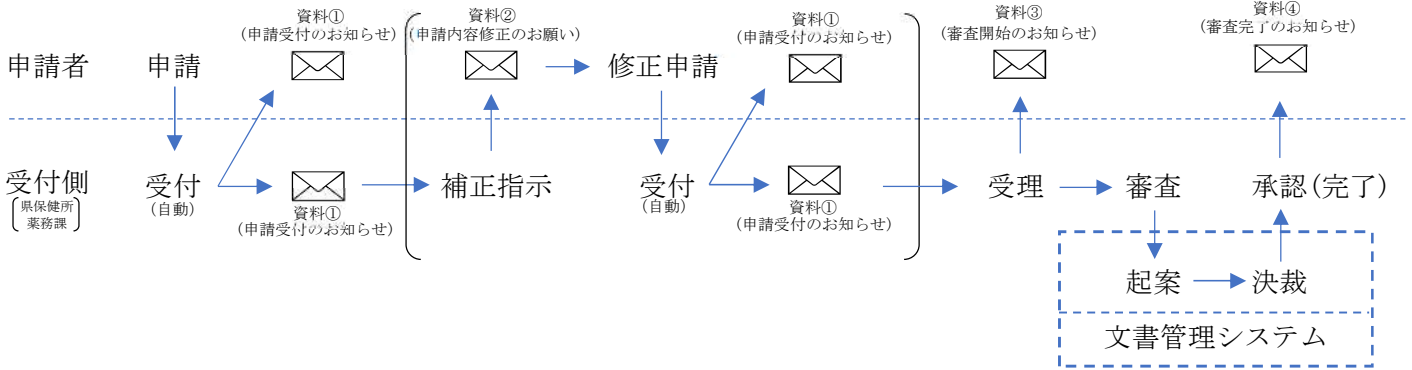 資料①
(申請受付のお知らせ)
資料②
(申請内容修正のお願い)
資料①
(申請受付のお知らせ)
資料③
(審査開始のお知らせ)
資料④
(審査完了のお知らせ)
申請者
申請
修正申請
受付側
県保健所
薬務課
受付
(自動)
資料①
(申請受付のお知らせ)
補正指示
受付
(自動)
資料①
(申請受付のお知らせ)
受理
審査
承認(完了)
起案
決裁
文書管理システム